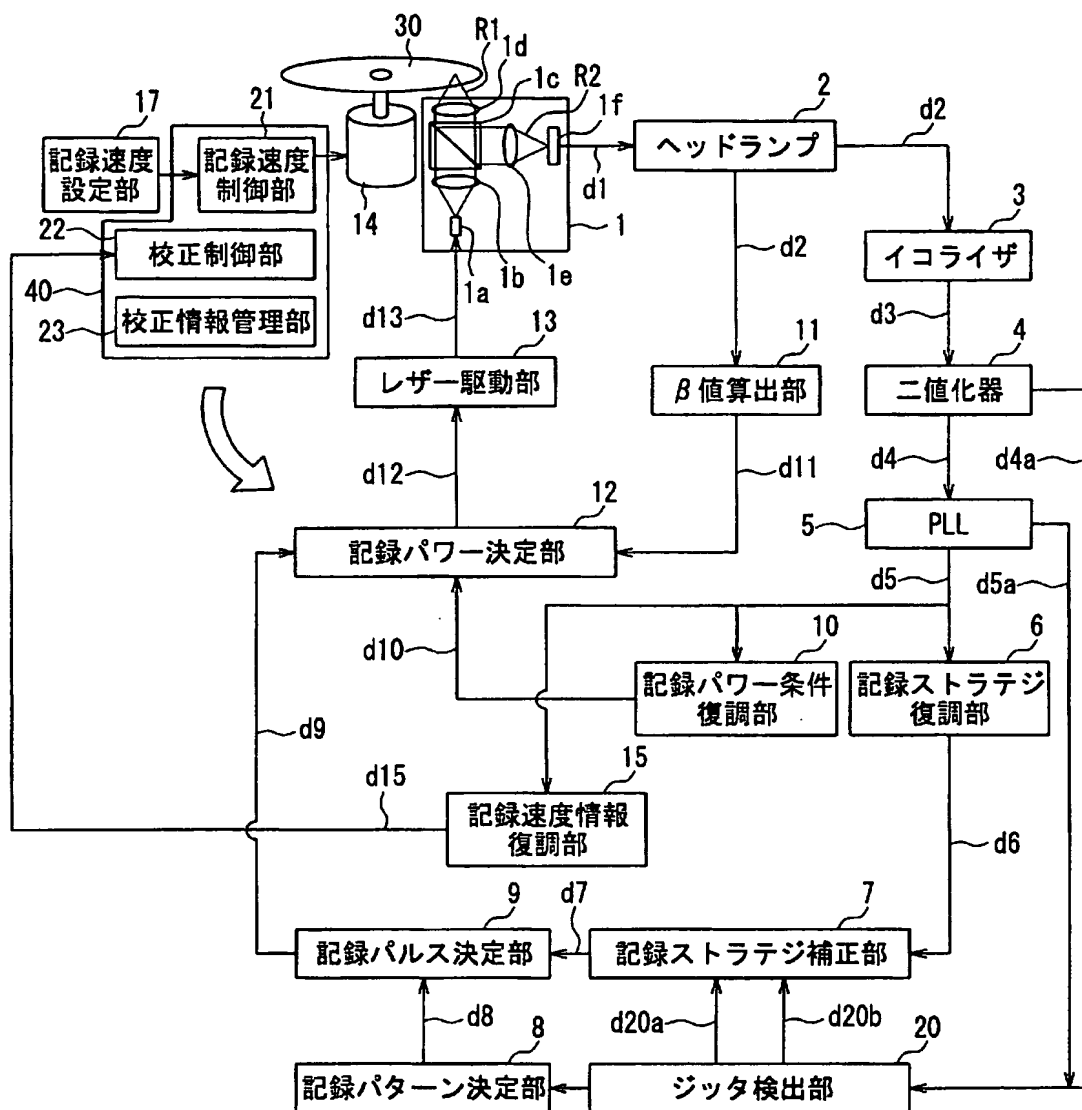 30
R1
1d
1c
R2
1f
2
d2
17
21
記録速度
設定部
記録速度
制御部
ヘッドランプ
14
d1
1
3
22
校正制御部
1a
1b
1e
d2
イコライザ
40
23
校正情報管理部
d13
13
d3
11
4
レザー駆動部
β値算出部
二値化器
d12
d11
d4
d4a
12
5
PLL
記録パワー決定部
d5
d5a
d10
10
6
記録パワー条件
復調部
記録ストラテジ
復調部
d9
d15
15
記録速度情報
復調部
d6
9
d7
7
記録パルス決定部
記録ストラテジ補正部
d8
d20a
d20b
20
8
記録パターン決定部
ジッタ検出部